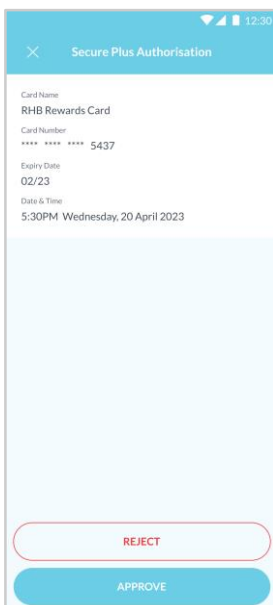 12:30
Secure Plus Authorisation
Card Name
RHB Rewards Card
Card Number
**** **** **** 5437
Expiry Date
02/23
Date & Time
5:30PM Wednesday, 20 April 2023
REJECT
APPROVE